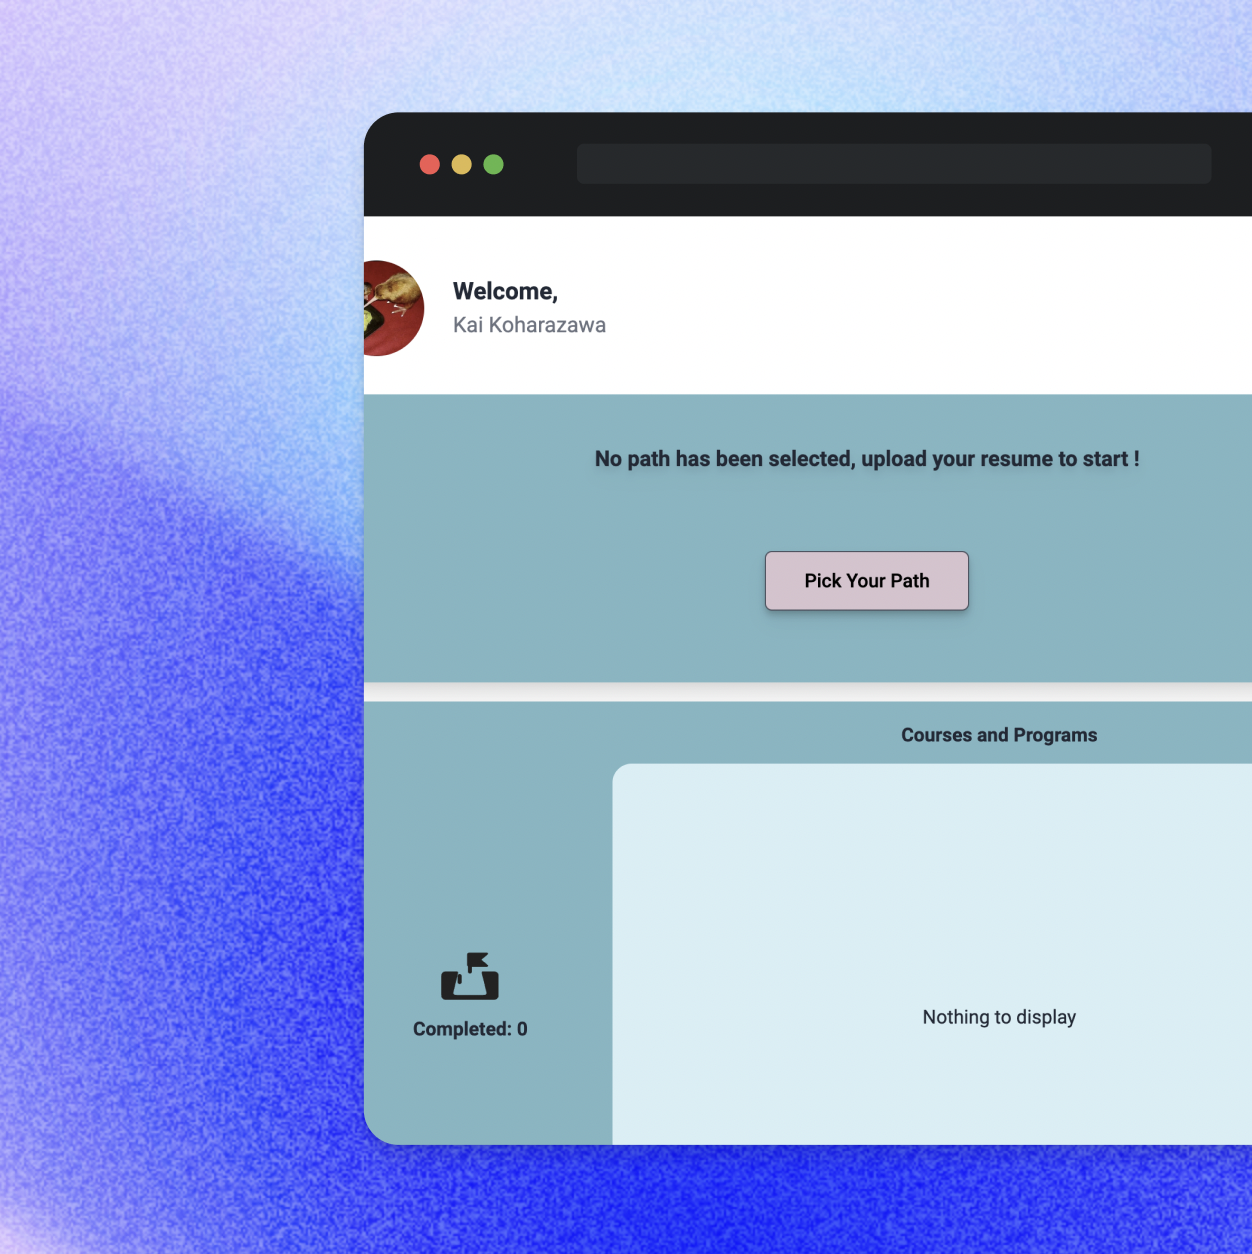 Welcome,
Kai Koharazawa
No path has been selected, upload your resume to start !
Pick Your Path
Courses and Programs
Nothing to display
Completed: 0